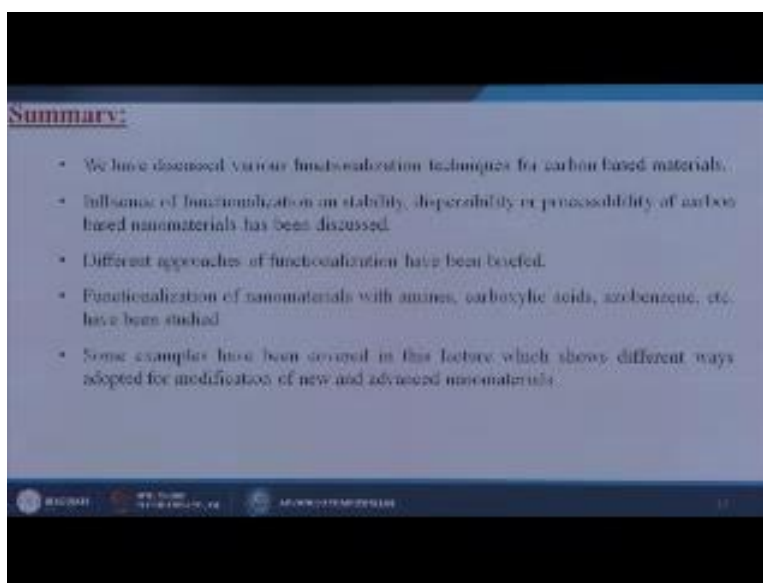 Summary:
• We have discussed various functionalization techniques for carbon based materials.
• Influence of functionalization on stability, dispersibility or processibility of carbon
based nanomaterials has been discussed.
• Different approaches of functionalization have been briefed.
• Functionalization of nanomaterials with amines, carboxylic acids, azobenzene, etc.
have been studied
• Some examples have been covered in this lecture which shows different ways
adopted for modification of new and advanced nanomaterials